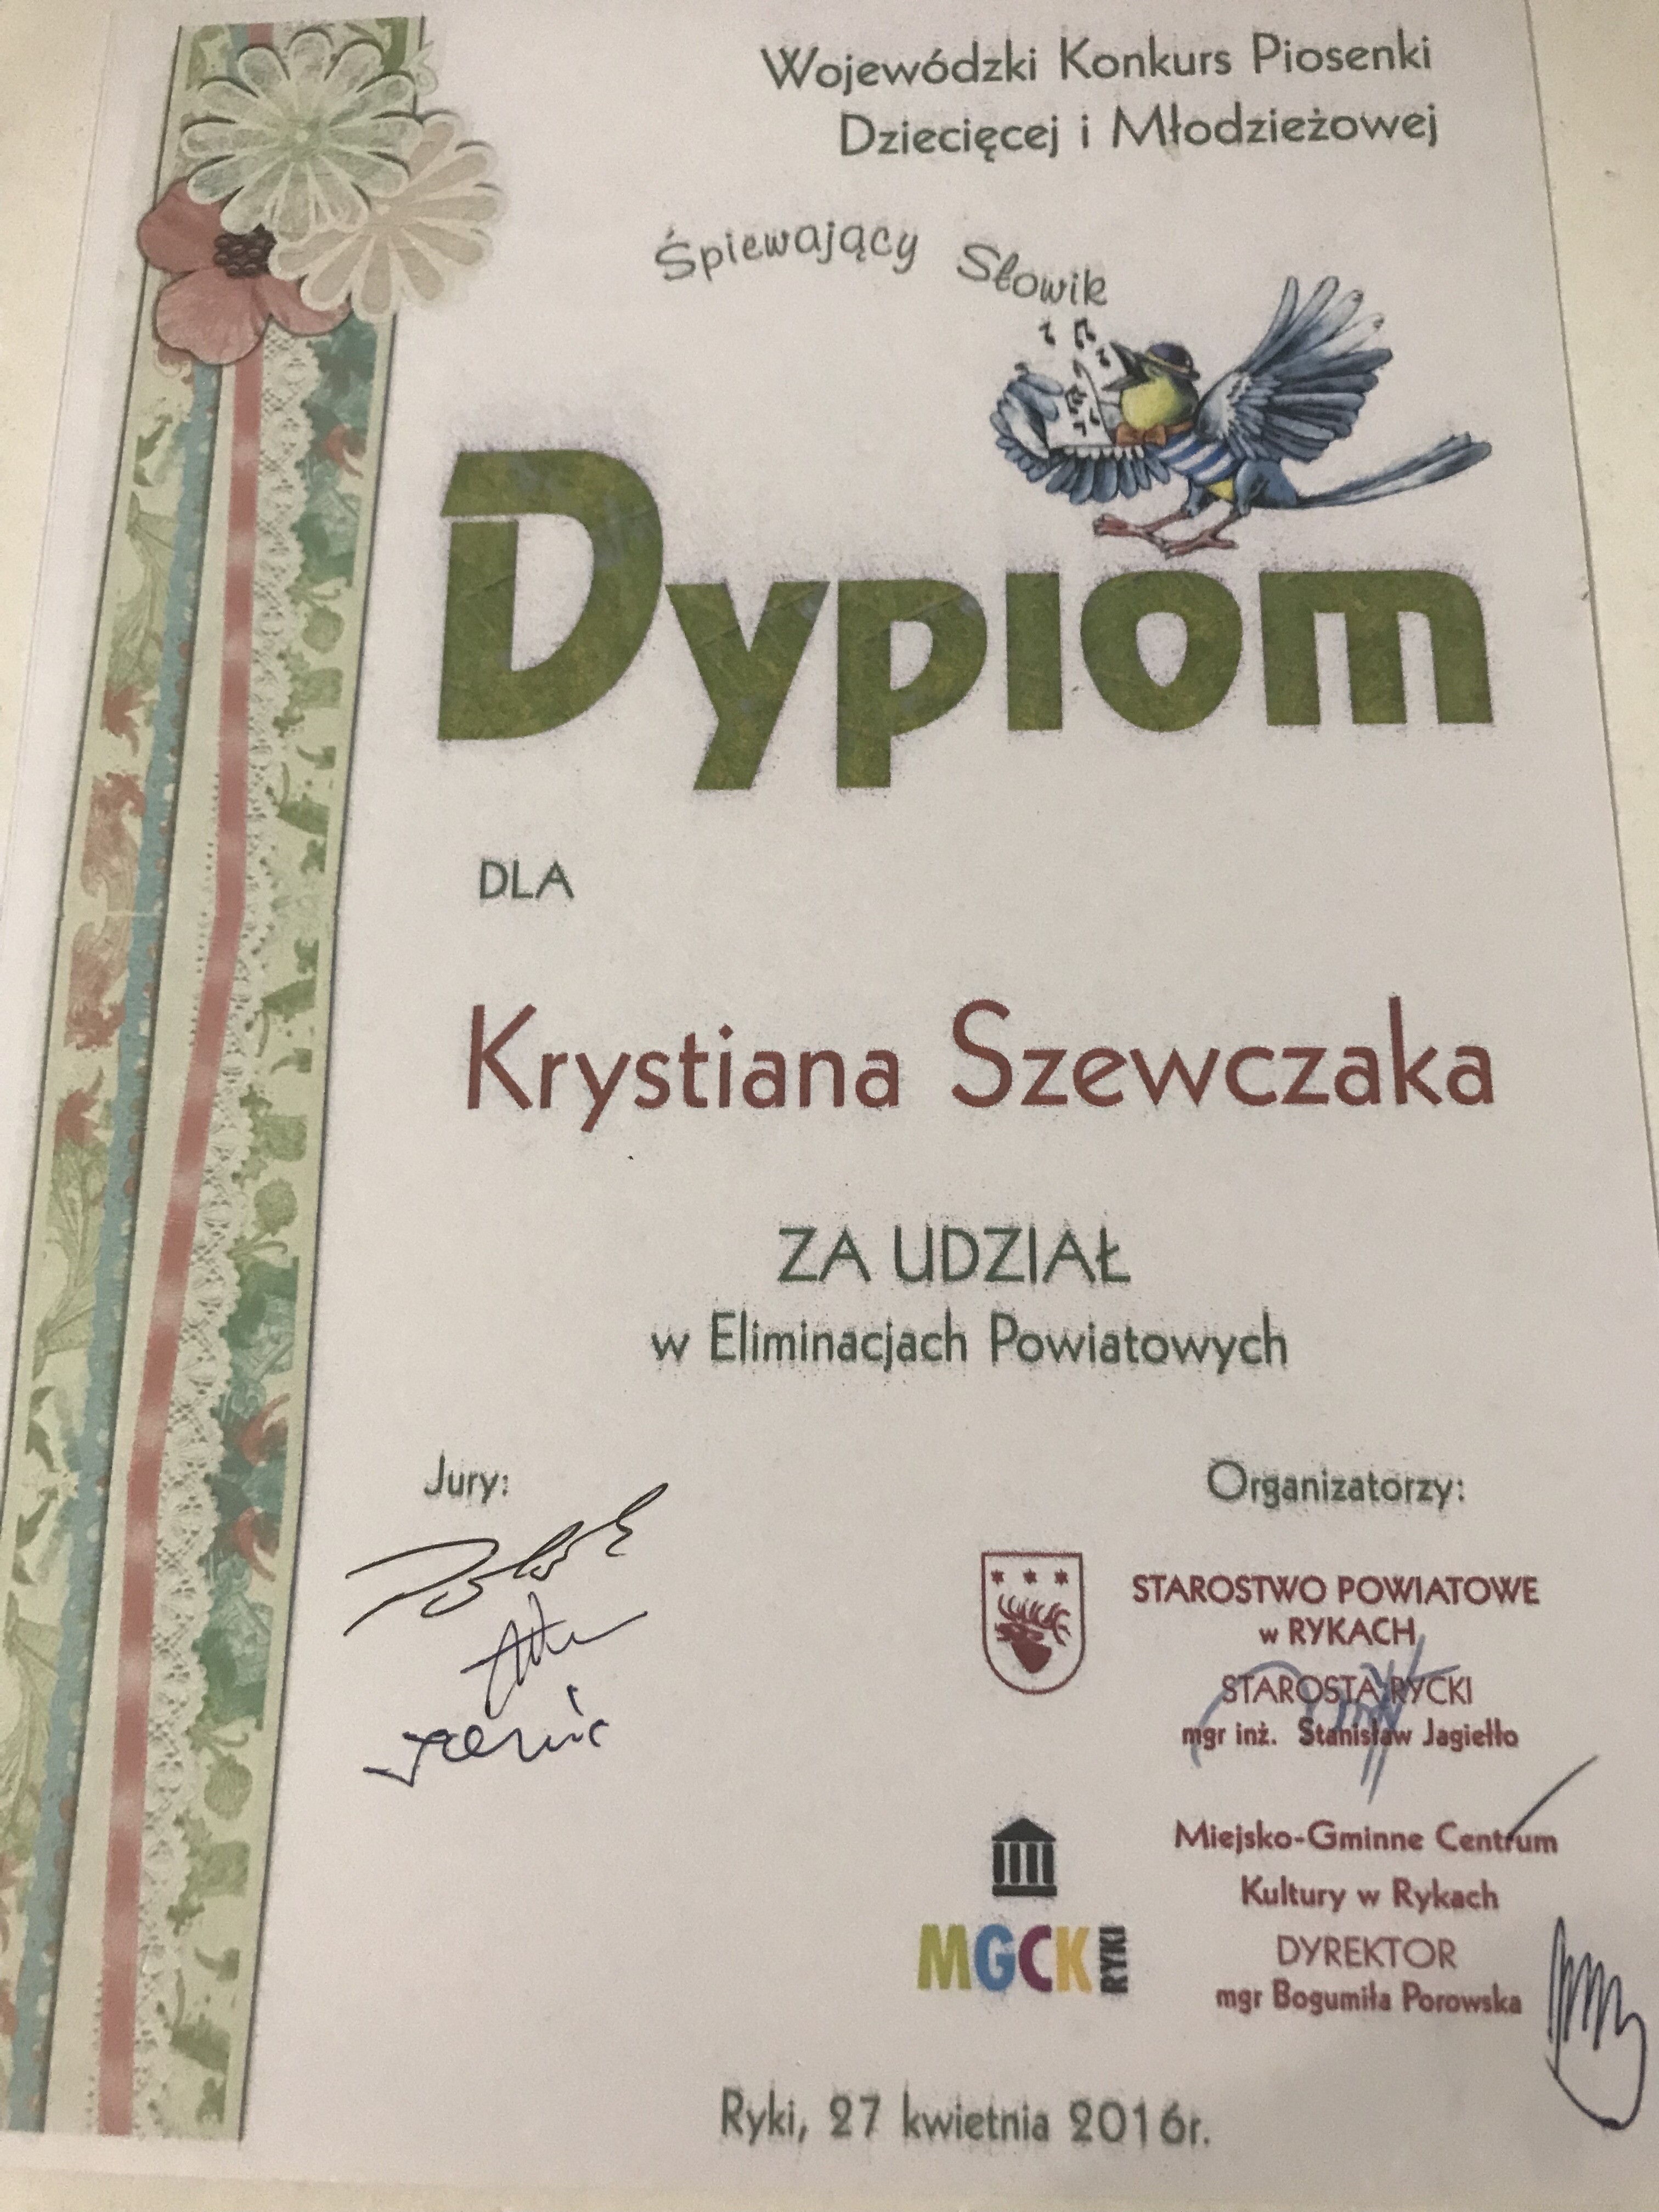 Wojewódzki Konkurs Piosenki
Dziecięcej i Młodzieżowej
Śpiewający Słowik
Dyplom
DLA
Krystiana Szewczaka
ZA UDZIAŁ
w Eliminacjach Powiatowych
Jury:
Organizatorzy:
STAROSTWO POWIATOWE
w RYKACH
STAROSTA RYCKI
mgr inż. Stanisław Jagiełło
Miejsko-Gminne Centrum
Kultury w Rykach
DYREKTOR
mgr Bogumiła Porowska
MGCK RYKI
Ryki, 27 kwietnia 2016r.